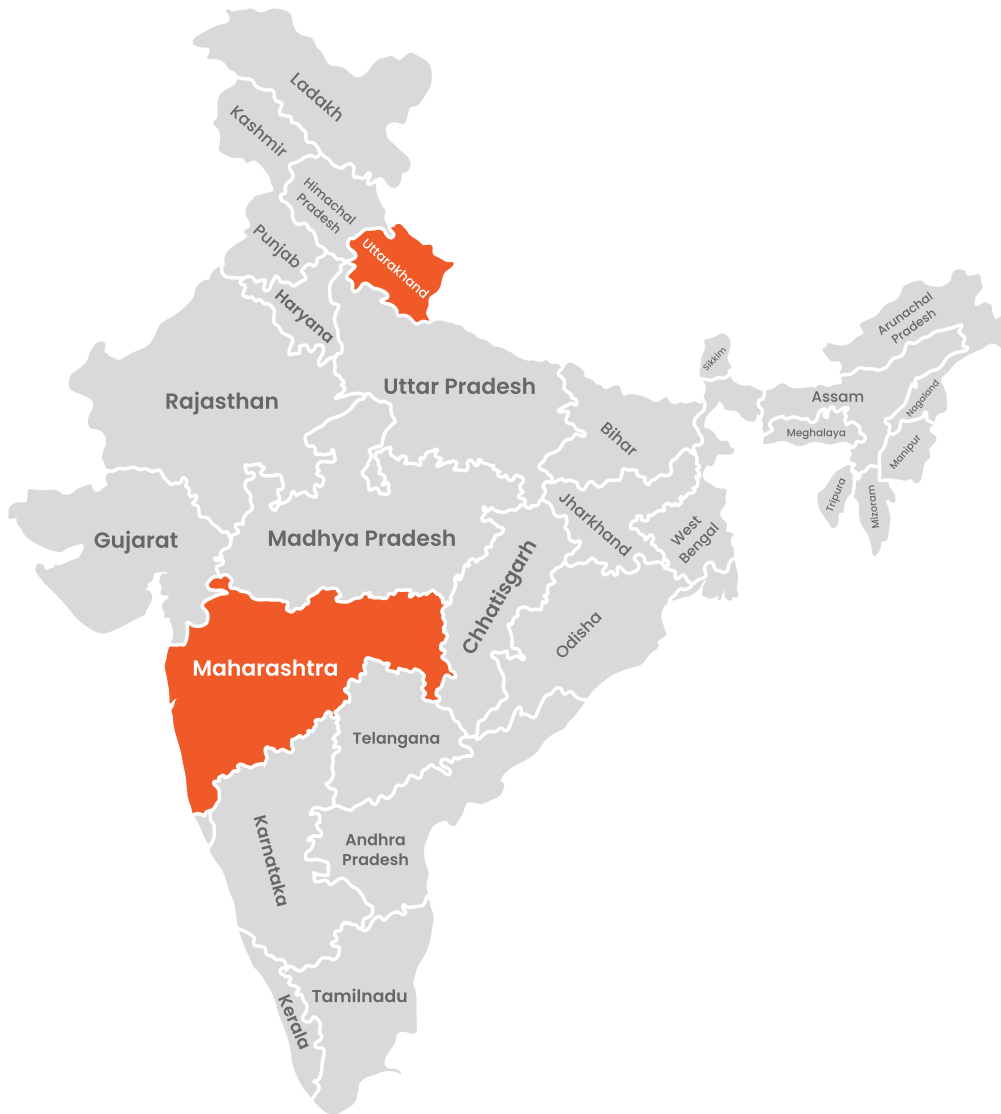 Ladakh
Kashmir
Himachal
Pradesh
Punjab
Uttarakhand
Haryana
Rajasthan
Uttar Pradesh
Bihar
Sikkim
Arunachal
Pradesh
Assam
Nagaland
Meghalaya
Manipur
Tripura
Mizoram
Gujarat
Madhya Pradesh
Jharkhand
West
Bengal
Chhatisgarh
Odisha
Maharashtra
Telangana
Karnataka
Andhra
Pradesh
Kerala
Tamilnadu